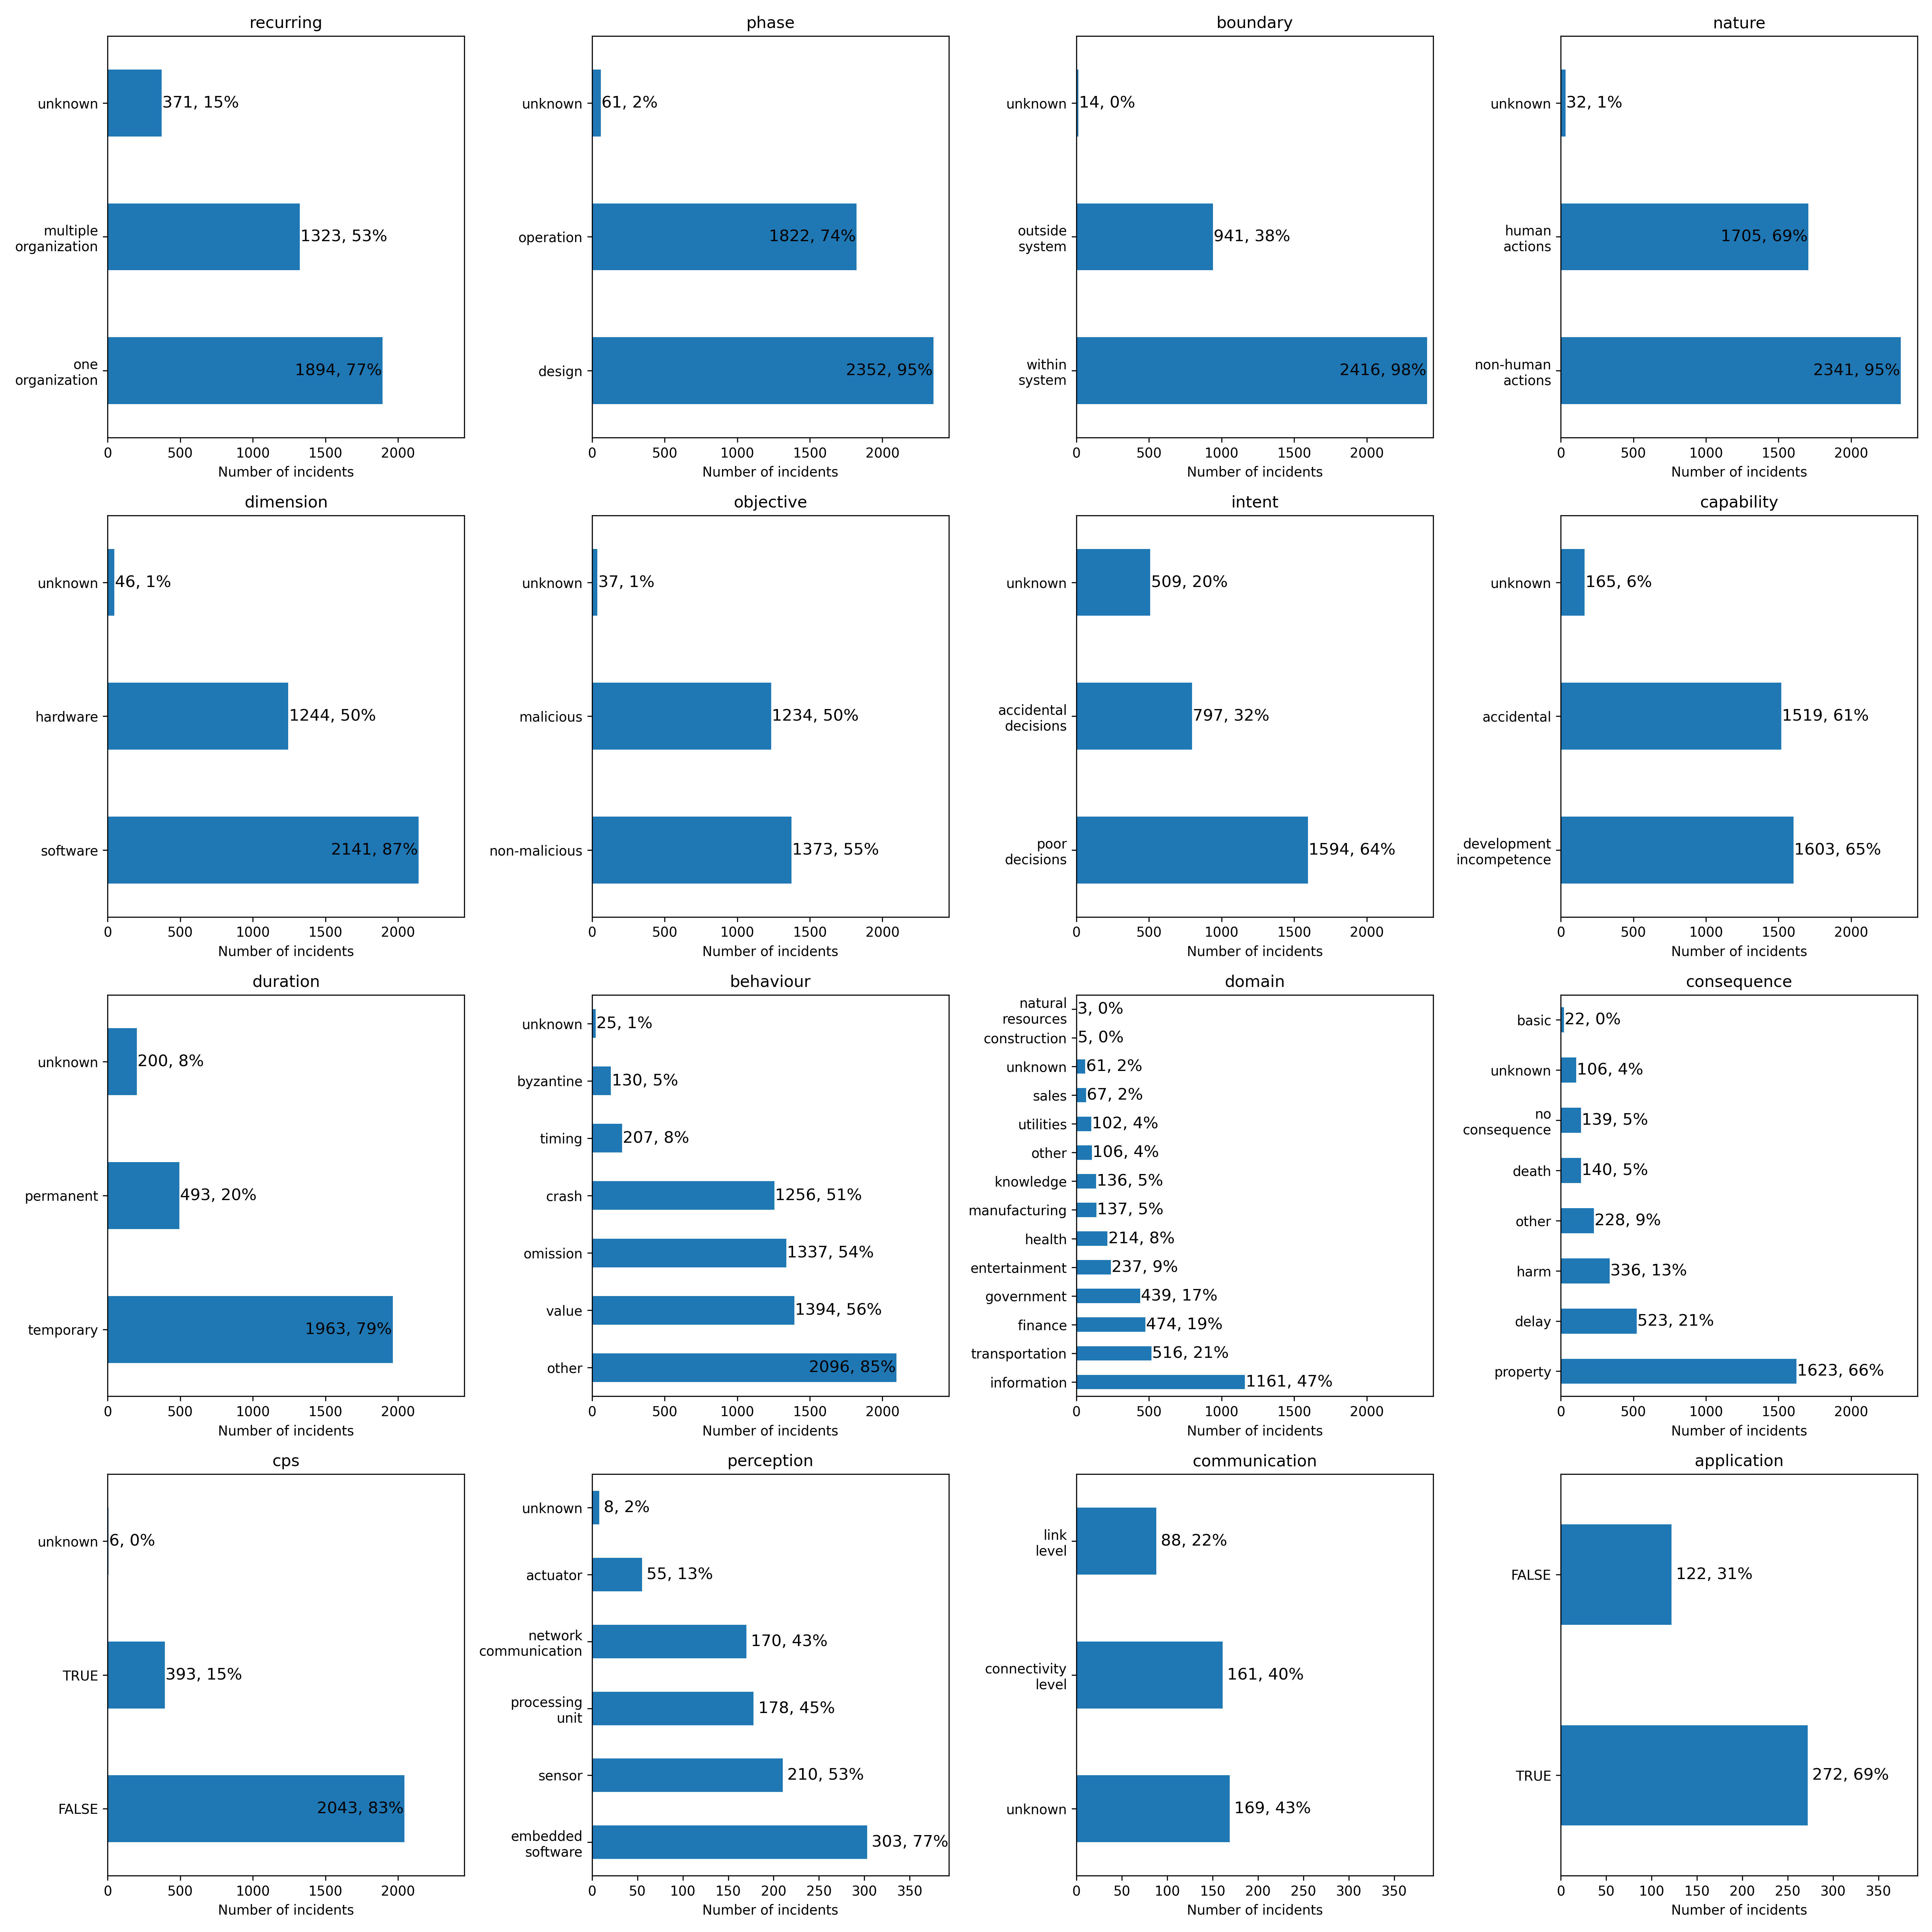 recurring
unknown
371, 15%
multiple
organization
1323, 53%
one
organization
1894, 77%
0 500 1000 1500 2000
Number of incidents
phase
unknown
61, 2%
operation
1822, 74%
design
2352, 95%
0 500 1000 1500 2000
Number of incidents
boundary
unknown
14, 0%
outside
system
941, 38%
within
system
2416, 98%
0 500 1000 1500 2000
Number of incidents
nature
unknown
32, 1%
human
actions
1705, 69%
non-human
actions
2341, 95%
0 500 1000 1500 2000
Number of incidents
dimension
unknown
46, 1%
hardware
1244, 50%
software
2141, 87%
0 500 1000 1500 2000
Number of incidents
objective
unknown
37, 1%
malicious
1234, 50%
non-malicious
1373, 55%
0 500 1000 1500 2000
Number of incidents
intent
unknown
509, 20%
accidental
decisions
797, 32%
poor
decisions
1594, 64%
0 500 1000 1500 2000
Number of incidents
capability
unknown
165, 6%
accidental
1519, 61%
development
incompetence
1603, 65%
0 500 1000 1500 2000
Number of incidents
duration
unknown
200, 8%
permanent
493, 20%
temporary
1963, 79%
0 500 1000 1500 2000
Number of incidents
behaviour
unknown
25, 1%
byzantine
130, 5%
timing
207, 8%
crash
1256, 51%
omission
1337, 54%
value
1394, 56%
other
2096, 85%
0 500 1000 1500 2000
Number of incidents
domain
natural
resources
3, 0%
construction
5, 0%
unknown
61, 2%
sales
67, 2%
utilities
102, 4%
other
106, 4%
knowledge
136, 5%
manufacturing
137, 5%
health
214, 8%
entertainment
237, 9%
government
439, 17%
finance
474, 19%
transportation
516, 21%
information
1161, 47%
0 500 1000 1500 2000
Number of incidents
consequence
basic
22, 0%
unknown
106, 4%
no
consequence
139, 5%
death
140, 5%
other
228, 9%
harm
336, 13%
delay
523, 21%
property
1623, 66%
0 500 1000 1500 2000
Number of incidents
cps
unknown
6, 0%
TRUE
393, 15%
FALSE
2043, 83%
0 500 1000 1500 2000
Number of incidents
perception
unknown
8, 2%
actuator
55, 13%
network
communication
170, 43%
processing
unit
178, 45%
sensor
210, 53%
embedded
software
303, 77%
0 50 100 150 200 250 300 350
Number of incidents
communication
link
level
88, 22%
connectivity
level
161, 40%
unknown
169, 43%
0 50 100 150 200 250 300 350
Number of incidents
application
FALSE
122, 31%
TRUE
272, 69%
0 50 100 150 200 250 300 350
Number of incidents